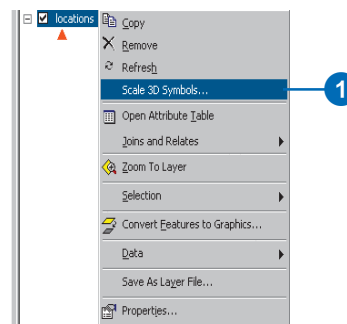 locations
Copy
Remove
Refresh
Scale 3D Symbols...
1
Open Attribute Table
Joins and Relates
Zoom To Layer
Selection
Convert Features to Graphics...
Data
Save As Layer File...
Properties...